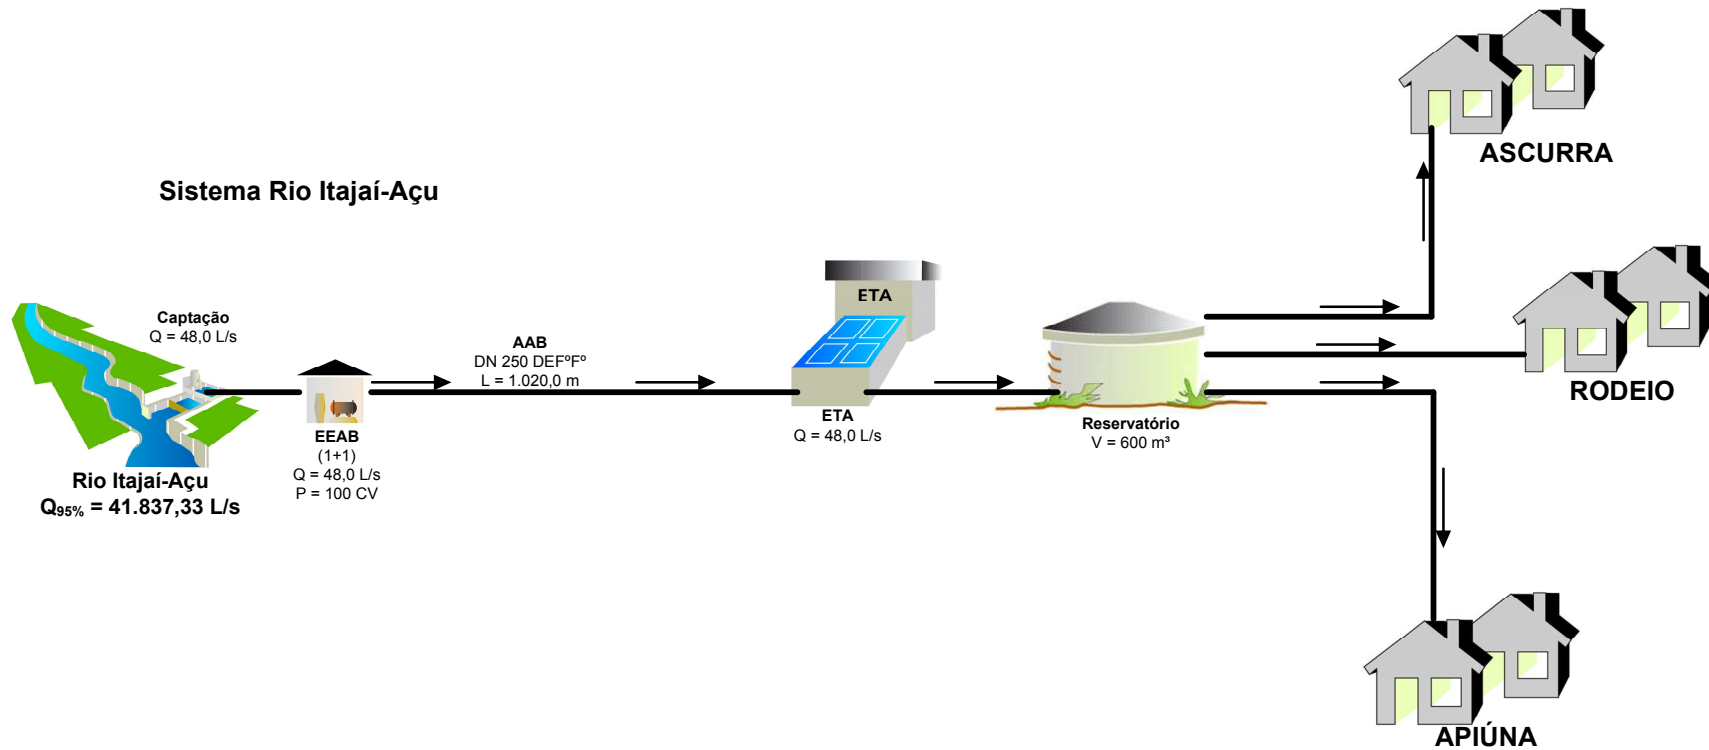 ASCURRA
Sistema Rio Itajaí-Açu
ETA
Captação
Q = 48,0 L/s
AAB
DN 250 DEFºFº
L = 1.020,0 m
RODEIO
ETA
Q = 48,0 L/s
Reservatório
V = 600 m³
EEAB
(1+1)
Q = 48,0 L/s
P = 100 CV
Rio Itajaí-Açu
Q95% = 41.837,33 L/s
APIÚNA